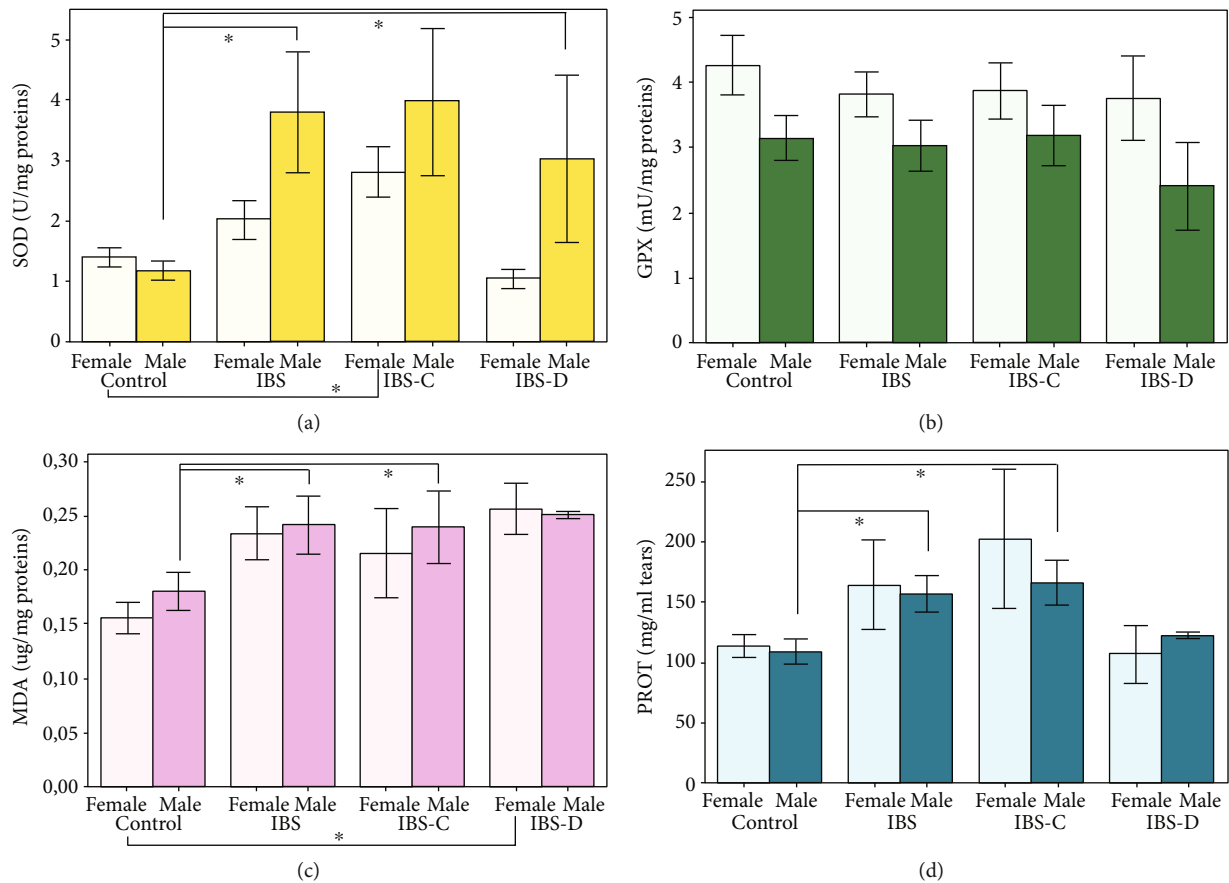 SOD (U/mg proteins)
5
4
3
2
1
0
* *
Female Male Female Male Female Male Female Male
Control IBS IBS-C IBS-D
*
(a)
GPX (mU/mg proteins)
5
4
3
2
1
0
Female Male Female Male Female Male Female Male
Control IBS IBS-C IBS-D
(b)
MDA (ug/mg proteins)
0,30
0,25
0,20
0,15
0,10
0,05
0,00
* *
Female Male Female Male Female Male Female Male
Control IBS IBS-C IBS-D
*
(c)
PROT (mg/ml tears)
250
200
150
100
50
0
*
*
Female Male Female Male Female Male Female Male
Control IBS IBS-C IBS-D
(d)